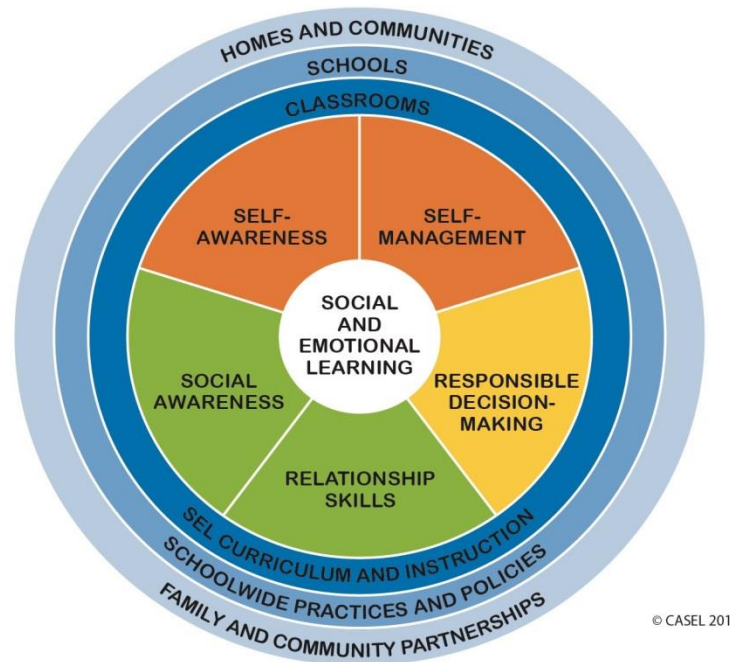 HOMES AND COMMUNITIES
SCHOOLS
CLASSROOMS
SELF-
AWARENESS
SELF-
MANAGEMENT
SOCIAL
AND
EMOTIONAL
LEARNING
SOCIAL
AWARENESS
RESPONSIBLE
DECISION-
MAKING
RELATIONSHIP
SKILLS
SEL CURRICULUM AND INSTRUCTION
SCHOOLWIDE PRACTICES AND POLICIES
FAMILY AND COMMUNITY PARTNERSHIPS
© CASEL 201